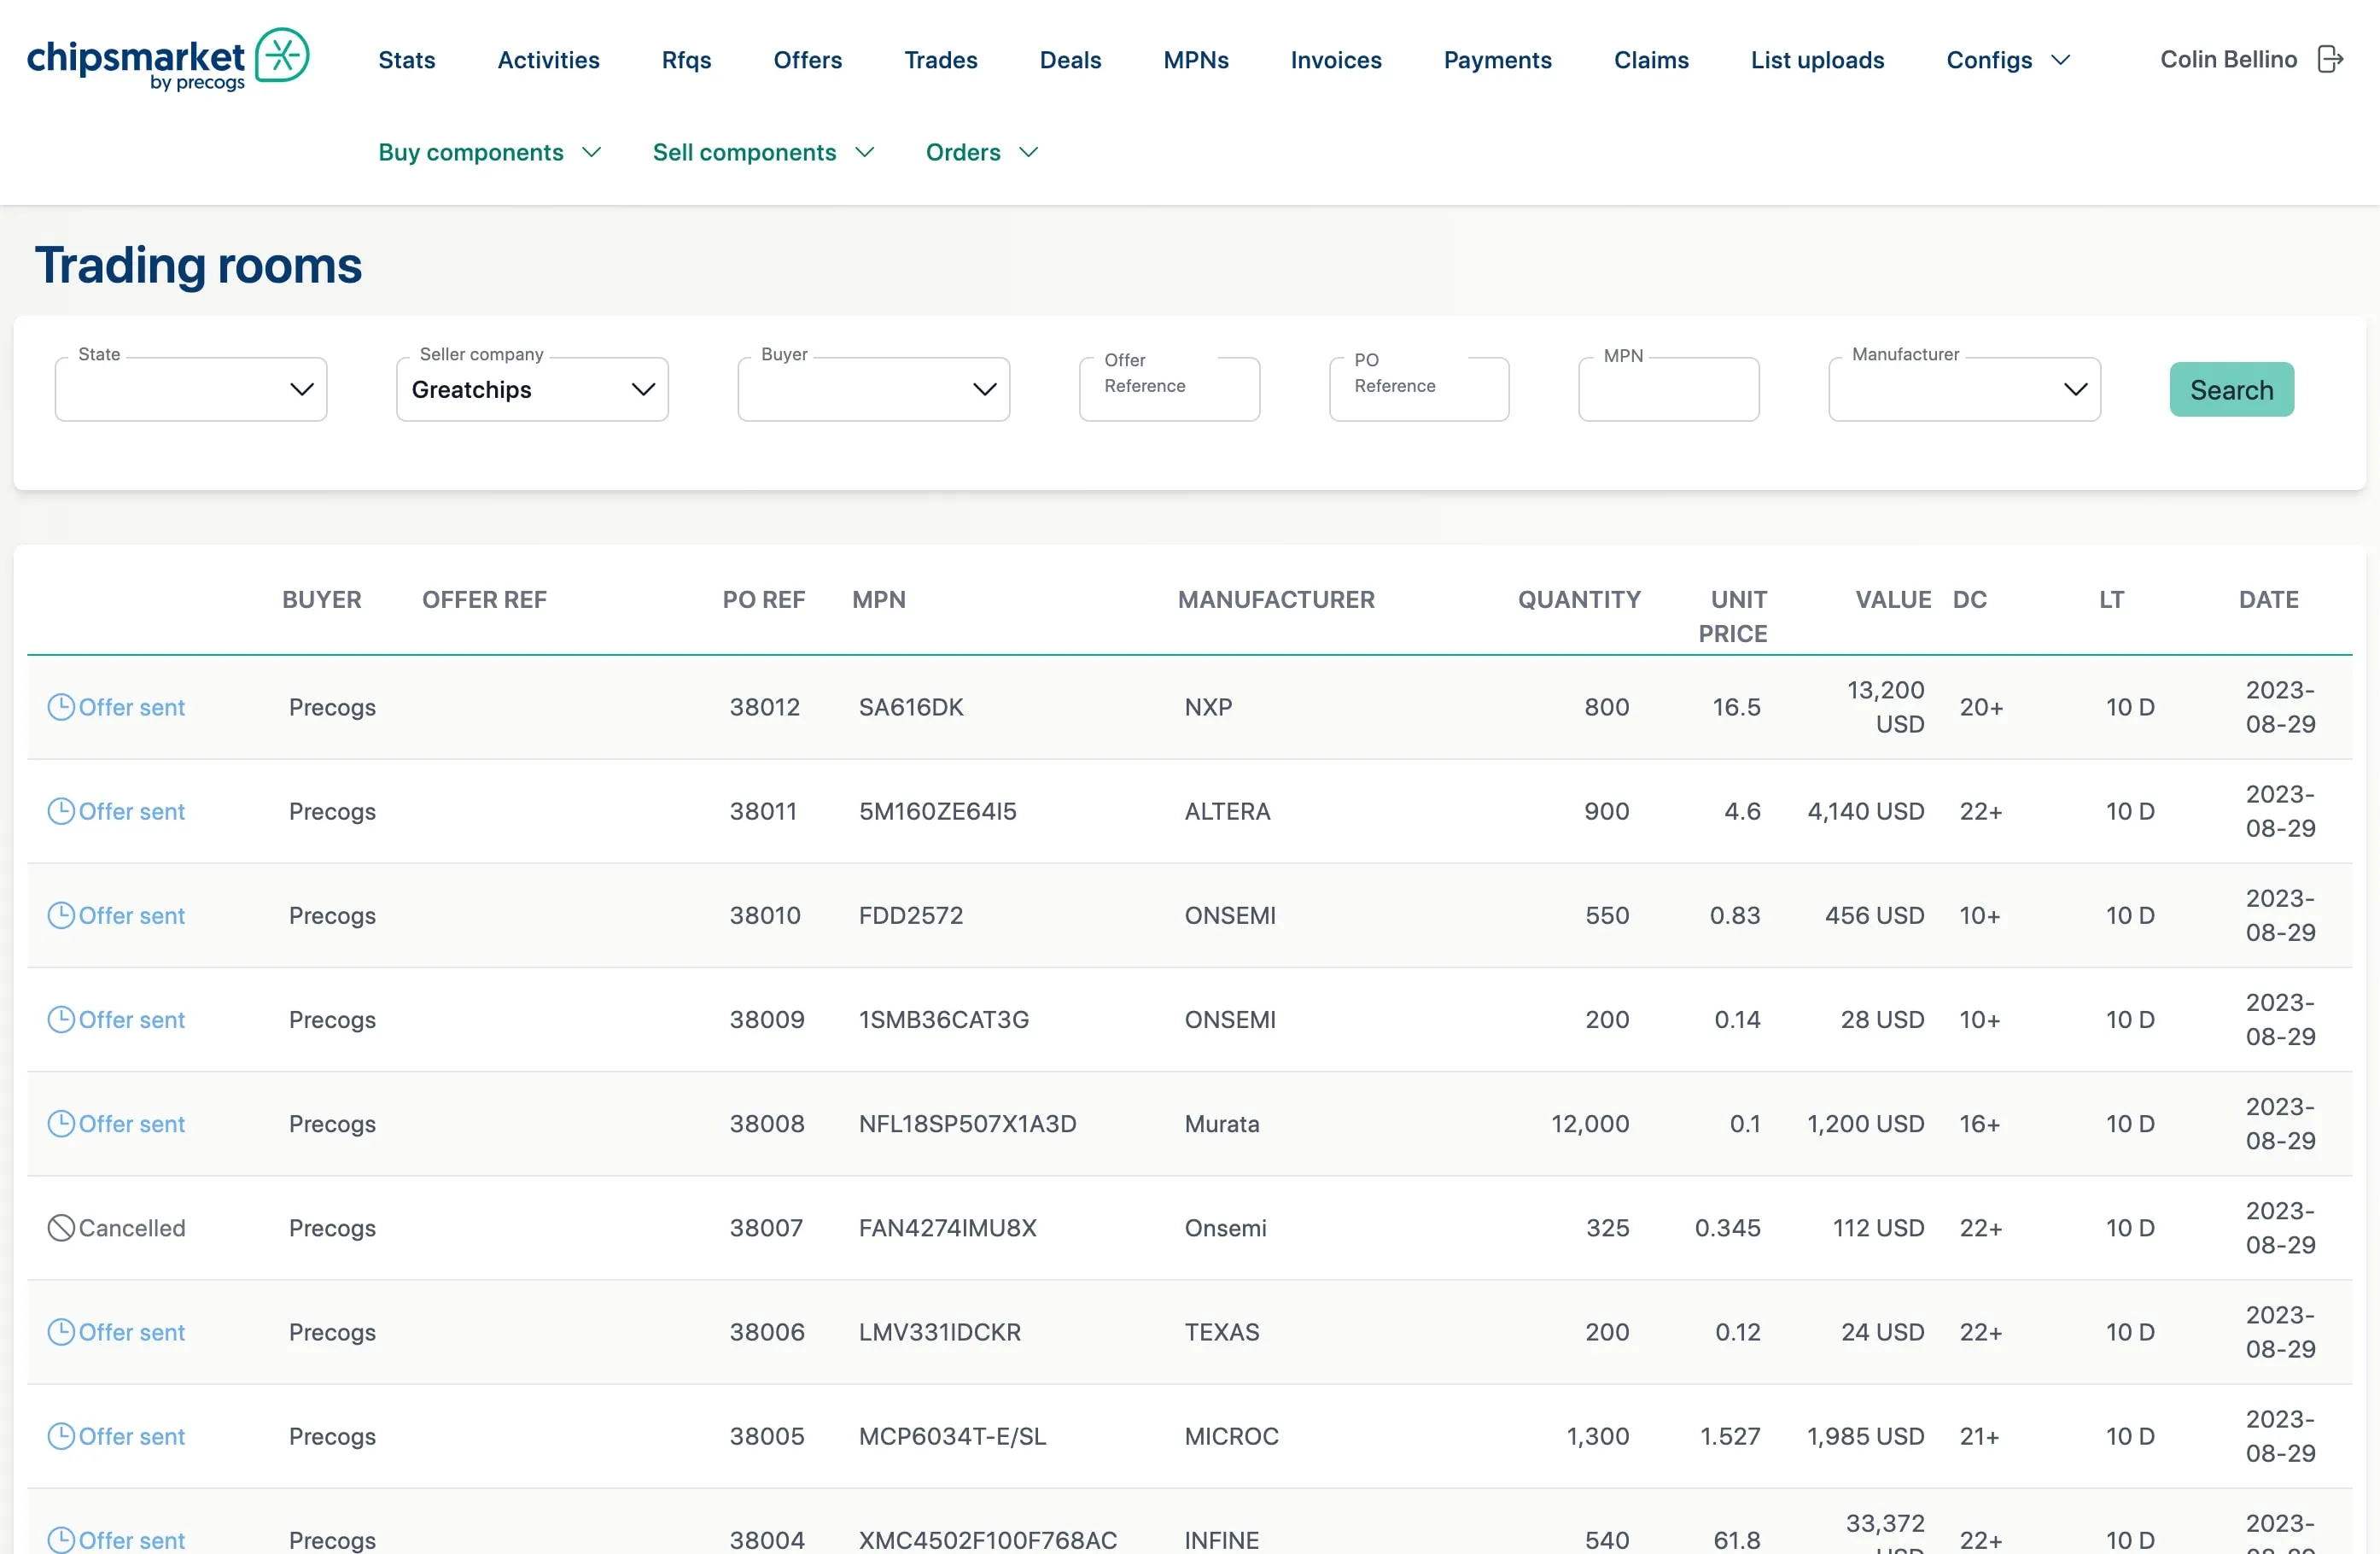 chipsmarket
by precogs
Stats Activities Rfqs Offers Trades Deals MPNs Invoices Payments Claims List uploads Configs Colin Bellino
Buy components Sell components Orders
Trading rooms
State Seller company Buyer Offer Reference PO Reference MPN Manufacturer
Greatchips Search
BUYER OFFER REF PO REF MPN MANUFACTURER QUANTITY UNIT PRICE VALUE DC LT DATE
Offer sent Precogs 38012 SA616DK NXP 800 16.5 13,200 USD 20+ 10 D 2023-08-29
Offer sent Precogs 38011 5M160ZE64I5 ALTERA 900 4.6 4,140 USD 22+ 10 D 2023-08-29
Offer sent Precogs 38010 FDD2572 ONSEMI 550 0.83 456 USD 10+ 10 D 2023-08-29
Offer sent Precogs 38009 1SMB36CAT3G ONSEMI 200 0.14 28 USD 10+ 10 D 2023-08-29
Offer sent Precogs 38008 NFL18SP507X1A3D Murata 12,000 0.1 1,200 USD 16+ 10 D 2023-08-29
Cancelled Precogs 38007 FAN4274IMU8X Onsemi 325 0.345 112 USD 22+ 10 D 2023-08-29
Offer sent Precogs 38006 LMV331IDCKR TEXAS 200 0.12 24 USD 22+ 10 D 2023-08-29
Offer sent Precogs 38005 MCP6034T-E/SL MICROC 1,300 1.527 1,985 USD 21+ 10 D 2023-08-29
Offer sent Precogs 38004 XMC4502F100F768AC INFINE 540 61.8 33,372 USD 22+ 10 D 2023-08-29